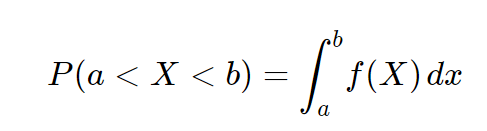 P(a < X < b) = ∫_a^b f(X) dx